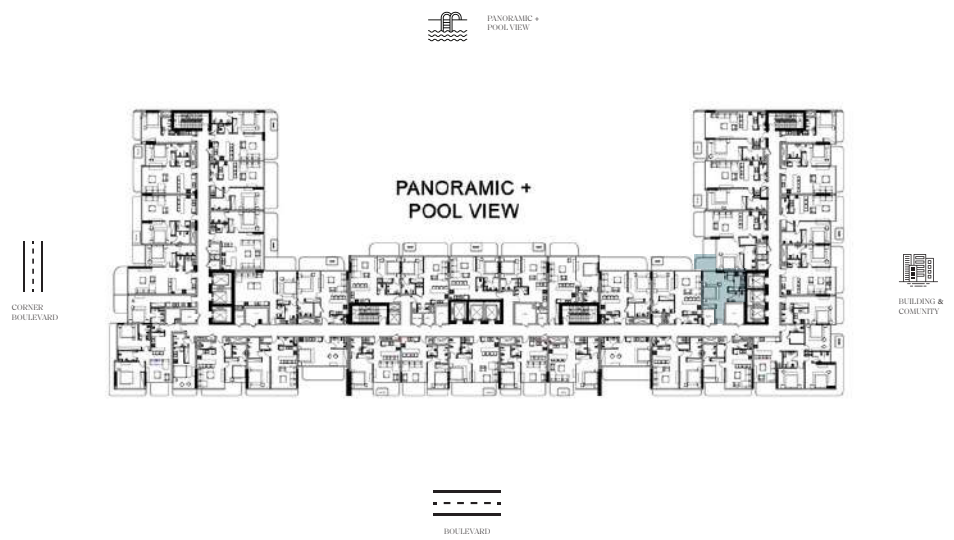 PANORAMIC +
POOL VIEW
PANORAMIC +
POOL VIEW
CORNER
BOULEVARD
BUILDING &
COMUNITY
BOULEVARD